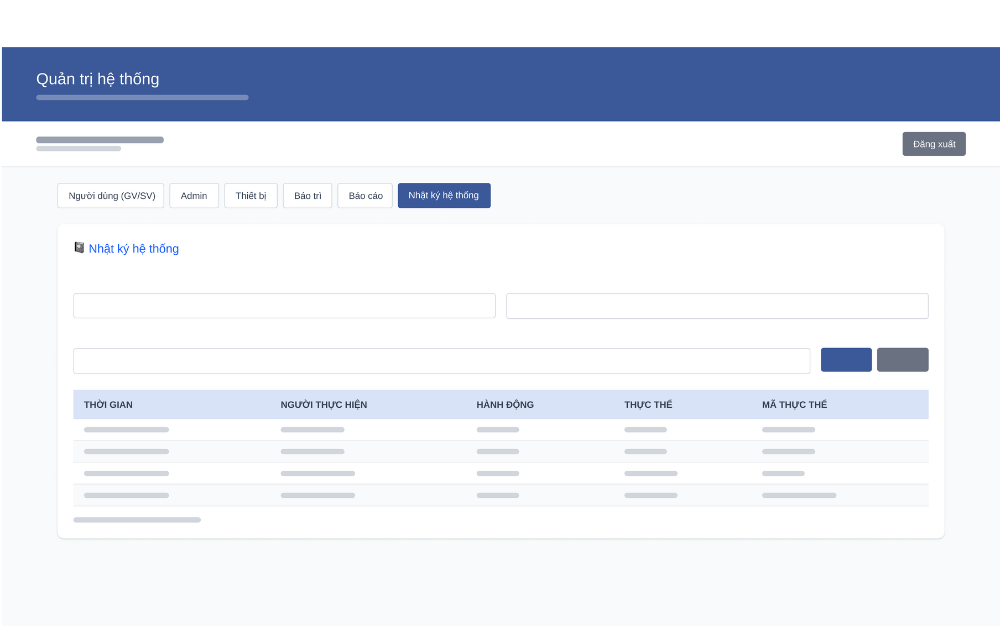 Quản trị hệ thống
Đăng xuất
Người dùng (GV/SV) Admin Thiết bị Báo trì Báo cáo Nhật ký hệ thống
Nhật ký hệ thống
THỜI GIAN NGƯỜI THỰC HIỆN HÀNH ĐỘNG THỰC THỂ MÃ THỰC THỂ